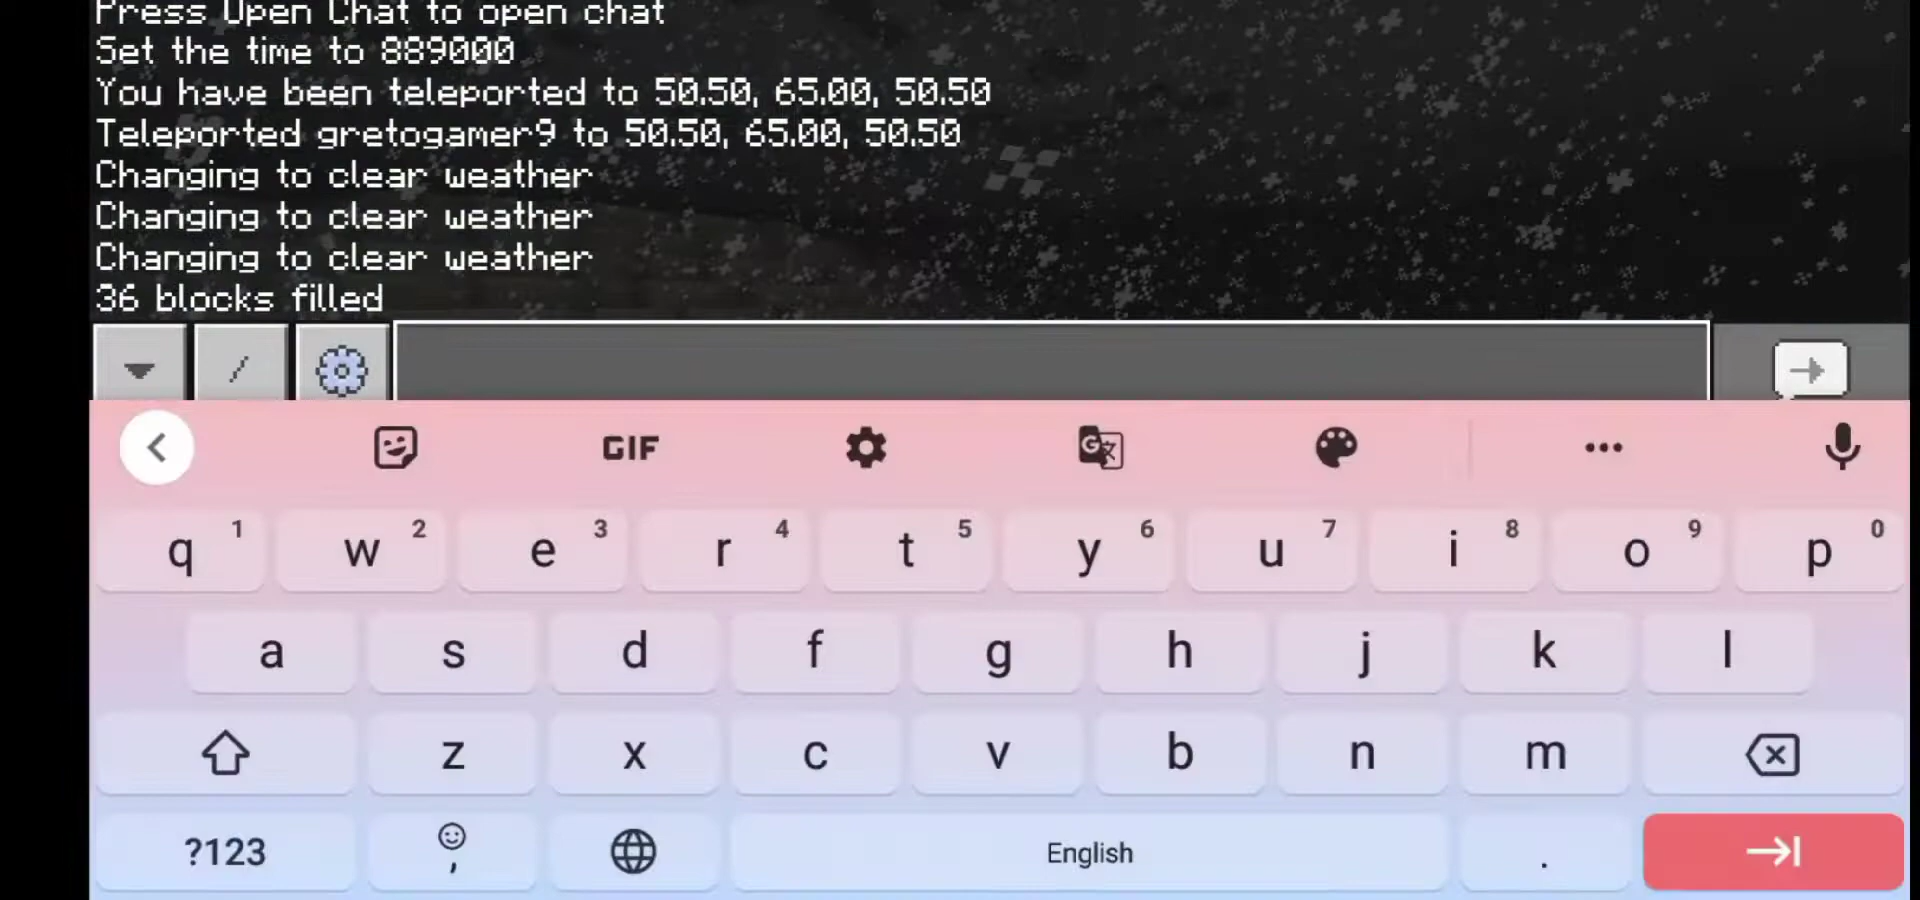 Press Open Chat to open chat
Set the time to 889000
You have been teleported to 50.50, 65.00, 50.50
Teleported gretogamer9 to 50.50, 65.00, 50.50
Changing to clear weather
Changing to clear weather
Changing to clear weather
36 blocks filled
/
GIF
q 1 w 2 e 3 r 4 t 5 y 6 u 7 i 8 o 9 p 0
a s d f g h j k l
z x c v b n m
?123 , English .